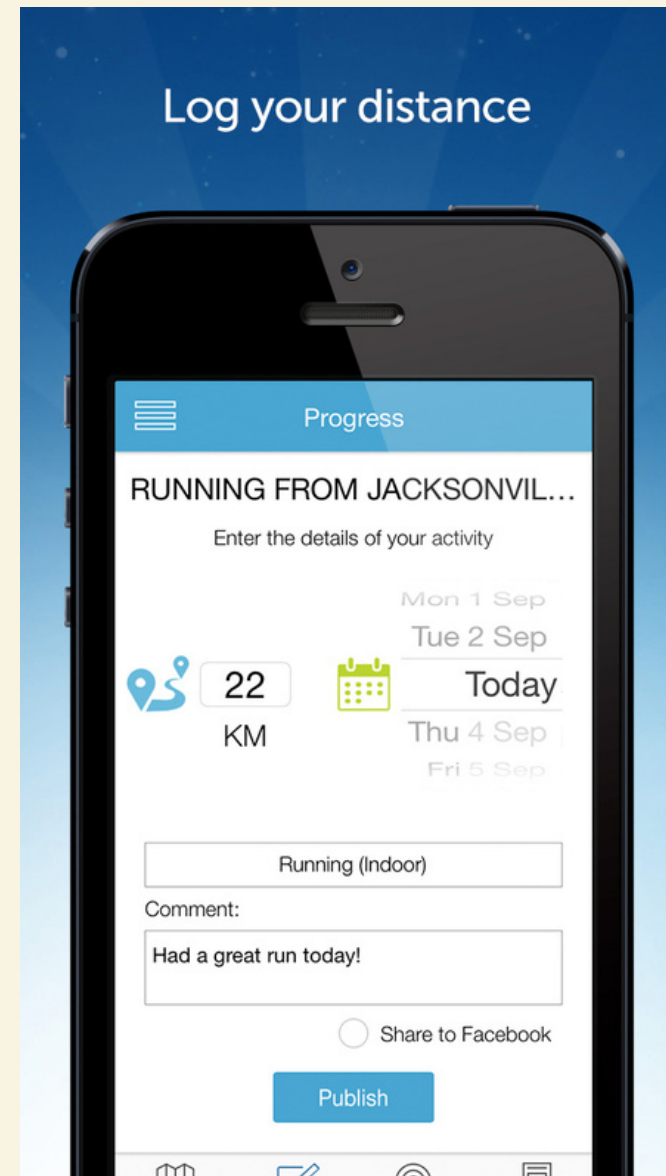 Log your distance
Progress
RUNNING FROM JACKSONVIL...
Enter the details of your activity
Mon 1 Sep
Tue 2 Sep
Today
Thu 4 Sep
Fri 5 Sep
22
KM
Running (Indoor)
Comment:
Had a great run today!
Share to Facebook
Publish